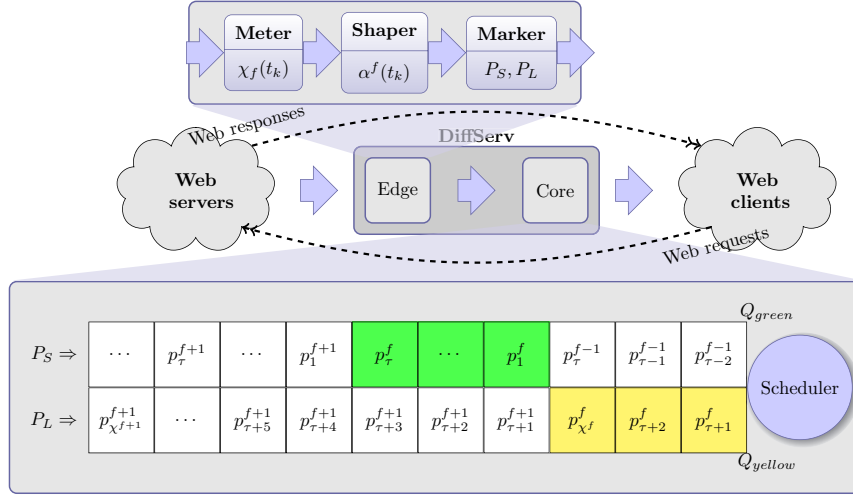 Meter Shaper Marker
χ_f(t_k) α^f(t_k) P_S, P_L
Web responses
DiffServ
Web
servers
Edge
Core
Web
clients
Web requests
Q_green
P_S ⇒ ··· p_τ^{f+1} ··· p_1^{f+1} p_τ^f ··· p_1^f p_τ^{f−1} p_{τ−1}^{f−1} p_{τ−2}^{f−1}
Scheduler
P_L ⇒ p_{χ^{f+1}}^{f+1} ··· p_{τ+5}^{f+1} p_{τ+4}^{f+1} p_{τ+3}^{f+1} p_{τ+2}^{f+1} p_{τ+1}^{f+1} p_{χ^f}^f p_{τ+2}^f p_{τ+1}^f
Q_yellow